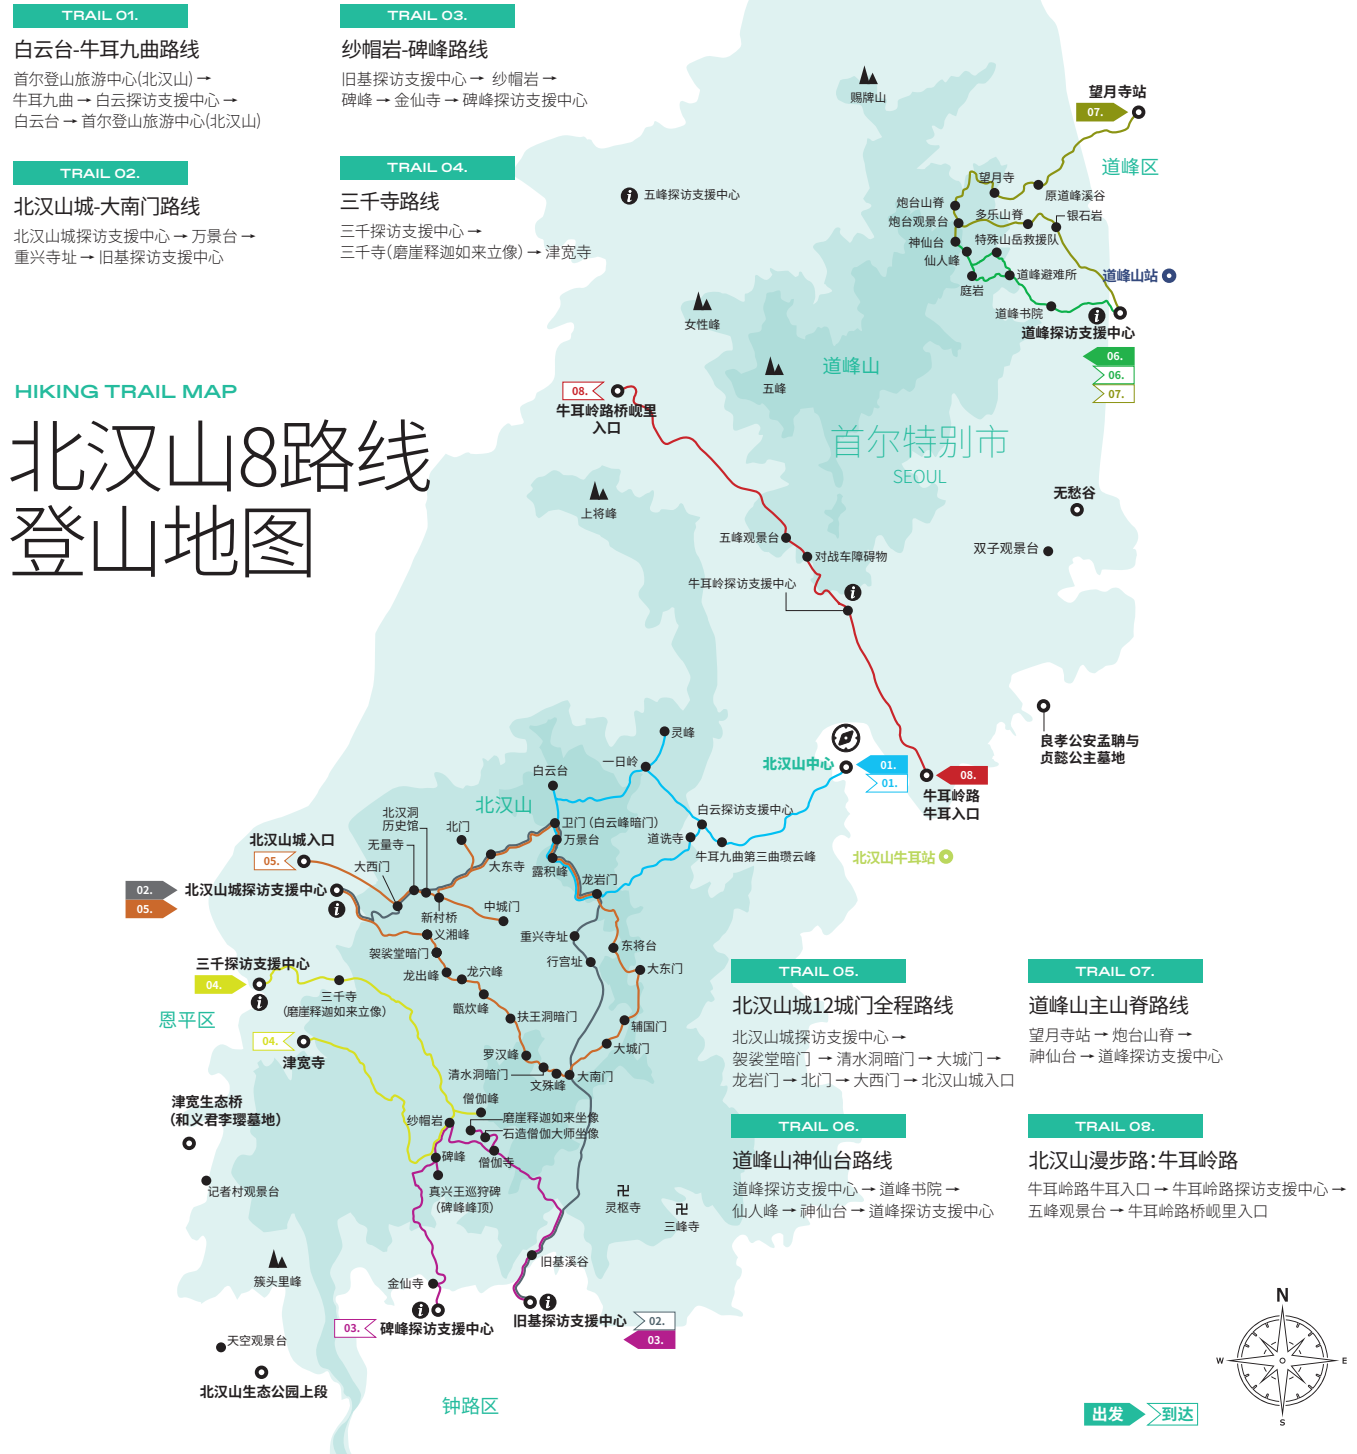 TRAIL 01.
白云台-牛耳九曲路线
首尔登山旅游中心(北汉山) →
牛耳九曲 → 白云探访支援中心 →
白云台 → 首尔登山旅游中心(北汉山)
TRAIL 03.
纱帽岩-碑峰路线
旧基探访支援中心 → 纱帽岩 →
碑峰 → 金仙寺 → 碑峰探访支援中心
TRAIL 02.
北汉山城-大南门路线
北汉山城探访支援中心 → 万景台 →
重兴寺址 → 旧基探访支援中心
TRAIL 04.
三千寺路线
三千探访支援中心 →
三千寺(磨崖释迦如来立像) → 津宽寺
HIKING TRAIL MAP
北汉山8路线
登山地图
赐牌山
望月寺站
07.
道峰区
五峰探访支援中心
望月寺
原道峰溪谷
炮台山脊
炮台观景台
多乐山脊
银石岩
神仙台
特殊山岳救援队
仙人峰
道峰避难所
道峰山站
庭岩
道峰书院
道峰探访支援中心
06.
06.
07.
女性峰
五峰
道峰山
08.
牛耳岭路桥岘里
入口
首尔特别市
SEOUL
上将峰
无愁谷
双子观景台
五峰观景台
对战车障碍物
牛耳岭探访支援中心
良孝公安孟聃与
贞懿公主墓地
灵峰
一日岭
白云台
北汉山中心
01.
01.
08.
牛耳岭路
牛耳入口
北汉山
白云探访支援中心
北汉洞
历史馆
北门
卫门 (白云峰暗门)
万景台
道诜寺
牛耳九曲第三曲瓒云峰
北汉山牛耳站
北汉山城入口
05.
无量寺
大西门
大东寺
露积峰
龙岩门
02.
05.
北汉山城探访支援中心
新村桥
中城门
义湘峰
重兴寺址
东将台
袈裟堂暗门
行宫址
大东门
三千探访支援中心
04.
龙出峰
龙穴峰
三千寺
(磨崖释迦如来立像)
甑炊峰
扶王洞暗门
辅国门
恩平区
04.
津宽寺
罗汉峰
大城门
清水洞暗门
文殊峰
大南门
津宽生态桥
(和义君李璎墓地)
僧伽峰
纱帽岩
磨崖释迦如来坐像
石造僧伽大师坐像
碑峰
僧伽寺
记者村观景台
真兴王巡狩碑
(碑峰峰顶)
灵枢寺
三峰寺
簇头里峰
金仙寺
旧基溪谷
03.
碑峰探访支援中心
旧基探访支援中心
02.
03.
天空观景台
北汉山生态公园上段
钟路区
TRAIL 05.
北汉山城12城门全程路线
北汉山城探访支援中心 →
袈裟堂暗门 → 清水洞暗门 → 大城门 →
龙岩门 → 北门 → 大西门 → 北汉山城入口
TRAIL 07.
道峰山主山脊路线
望月寺站 → 炮台山脊 →
神仙台 → 道峰探访支援中心
TRAIL 06.
道峰山神仙台路线
道峰探访支援中心 → 道峰书院 →
仙人峰 → 神仙台 → 道峰探访支援中心
TRAIL 08.
北汉山漫步路：牛耳岭路
牛耳岭路牛耳入口 → 牛耳岭路探访支援中心 →
五峰观景台 → 牛耳岭路桥岘里入口
N
W
E
S
出发
到达